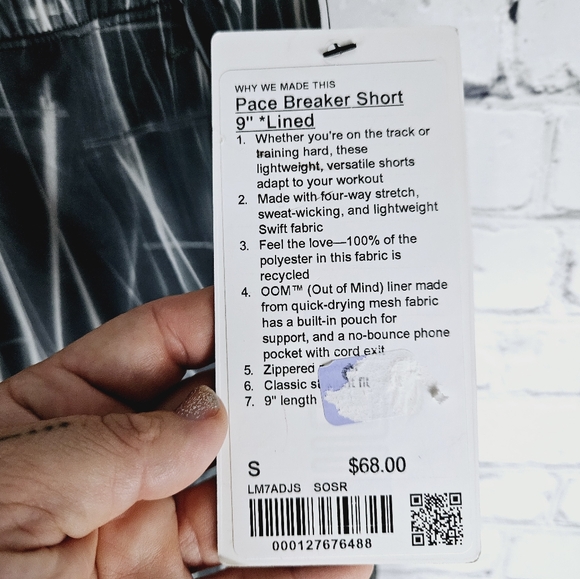 WHY WE MADE THIS
Pace Breaker Short
9" *Lined
1. Whether you're on the track or
training hard, these
lightweight, versatile shorts
adapt to your workout
2. Made with four-way stretch,
sweat-wicking, and lightweight
Swift fabric
3. Feel the love—100% of the
polyester in this fabric is
recycled
4. OOM™ (Out of Mind) liner made
from quick-drying mesh fabric
has a built-in pouch for
support, and a no-bounce phone
pocket with cord exit
5. Zippered
6. Classic fit
7. 9" length
S $68.00
LM7ADJS SOSR
000127676488